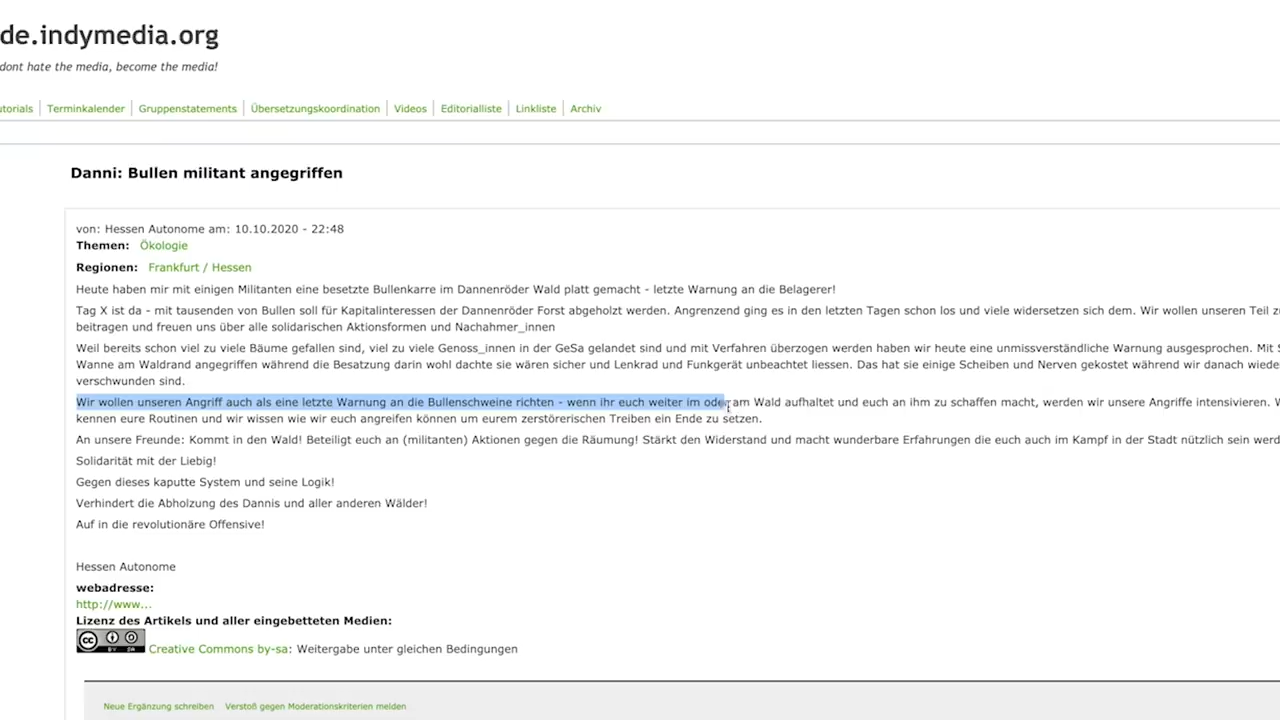 de.indymedia.org
dont hate the media, become the media!
utorials Terminkalender Gruppenstatements Übersetzungskoordination Videos Editorialliste Linkliste Archiv
Danni: Bullen militant angegriffen
von: Hessen Autonome am: 10.10.2020 - 22:48
Themen: Ökologie
Regionen: Frankfurt / Hessen
Heute haben mir mit einigen Militanten eine besetzte Bullenkarre im Dannenröder Wald platt gemacht - letzte Warnung an die Belagerer!
Tag X ist da - mit tausenden von Bullen soll für Kapitalinteressen der Dannenröder Forst abgeholzt werden. Angrenzend ging es in den letzten Tagen schon los und viele widersetzen sich dem. Wir wollen unseren Teil
beitragen und freuen uns über alle solidarischen Aktionsformen und Nachahmer_innen
Weil bereits schon viel zu viele Bäume gefallen sind, viel zu viele Genoss_innen in der GeSa gelandet sind und mit Verfahren überzogen werden haben wir heute eine unmissverständliche Warnung ausgesprochen. Mit
Wanne am Waldrand angegriffen während die Besatzung darin wohl dachte sie wären sicher und Lenkrad und Funkgerät unbeachtet liessen. Das hat sie einige Scheiben und Nerven gekostet während wir danach wiede
verschwunden sind.
Wir wollen unseren Angriff auch als eine letzte Warnung an die Bullenschweine richten - wenn ihr euch weiter im oder am Wald aufhaltet und euch an ihm zu schaffen macht, werden wir unsere Angriffe intensivieren.
kennen eure Routinen und wir wissen wie wir euch angreifen können um eurem zerstörerischen Treiben ein Ende zu setzen.
An unsere Freunde: Kommt in den Wald! Beteiligt euch an (militanten) Aktionen gegen die Räumung! Stärkt den Widerstand und macht wunderbare Erfahrungen die euch auch im Kampf in der Stadt nützlich sein werd
Solidarität mit der Liebig!
Gegen dieses kaputte System und seine Logik!
Verhindert die Abholzung des Dannis und aller anderen Wälder!
Auf in die revolutionäre Offensive!
Hessen Autonome
webadresse:
http://www...
Lizenz des Artikels und aller eingebetteten Medien:
cc BY SA Creative Commons by-sa: Weitergabe unter gleichen Bedingungen
Neue Ergänzung schreiben Verstoß gegen Moderationskriterien melden